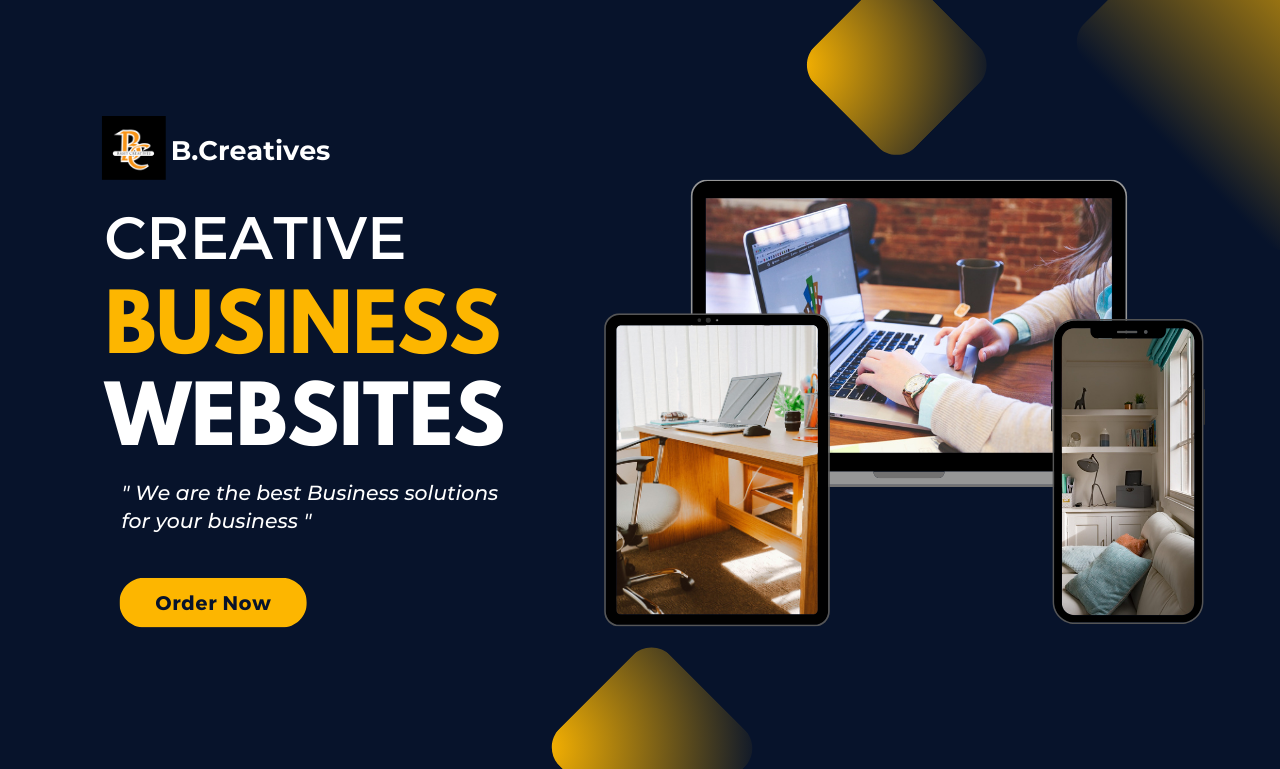 B.Creatives
CREATIVE
BUSINESS
WEBSITES
" We are the best Business solutions
for your business "
Order Now